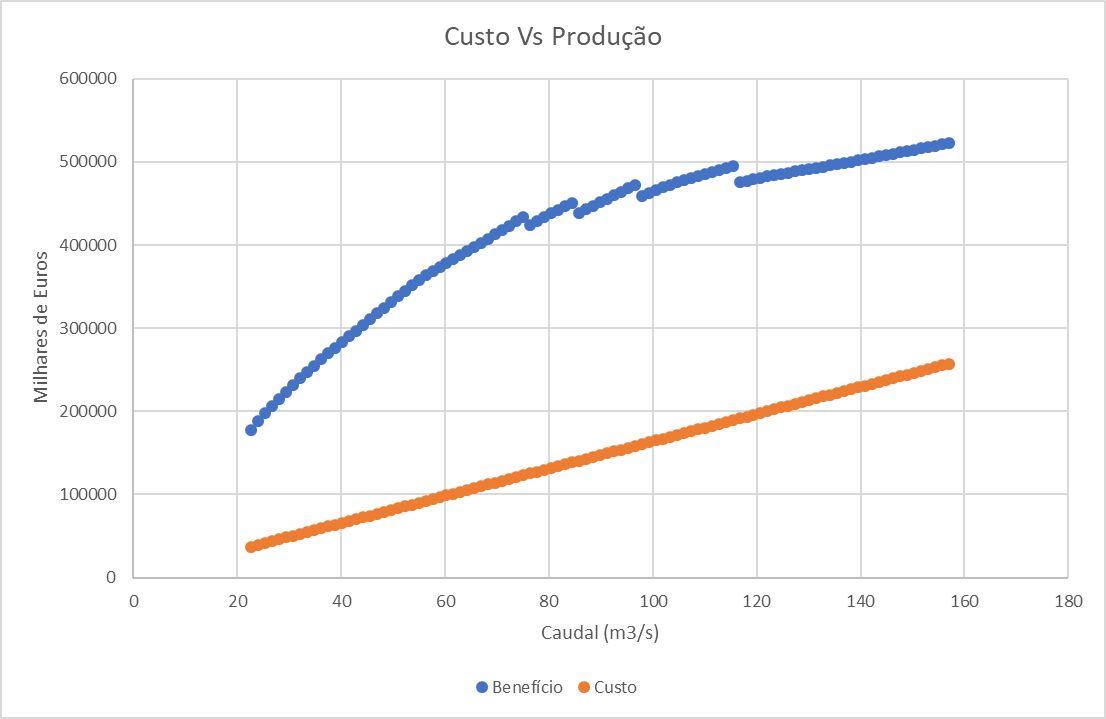 Custo Vs Produção
600000
500000
400000
300000
200000
100000
0
Milhares de Euros
0 20 40 60 80 100 120 140 160 180
Caudal (m3/s)
Benefício Custo